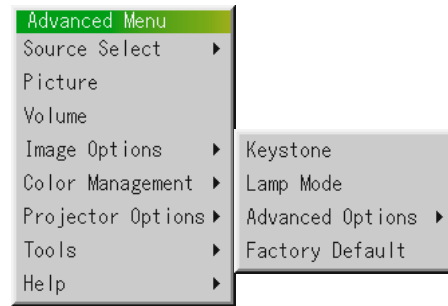 Advanced Menu
Source Select
Picture
Volume
Image Options
Color Management
Projector Options
Tools
Help
Keystone
Lamp Mode
Advanced Options
Factory Default